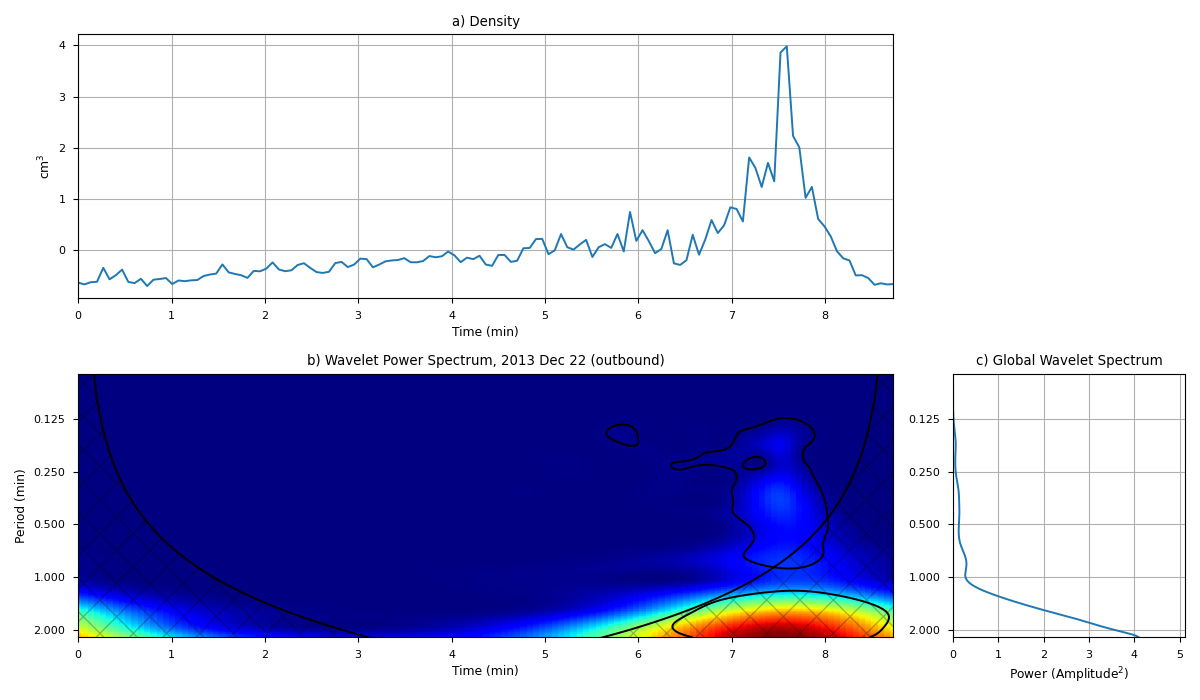 a) Density
4
3
2
1
0
cm³
0 1 2 3 4 5 6 7 8
Time (min)
b) Wavelet Power Spectrum, 2013 Dec 22 (outbound)
0.125
0.250
0.500
1.000
2.000
Period (min)
0 1 2 3 4 5 6 7 8
Time (min)
c) Global Wavelet Spectrum
0.125
0.250
0.500
1.000
2.000
0 1 2 3 4 5
Power (Amplitude²)